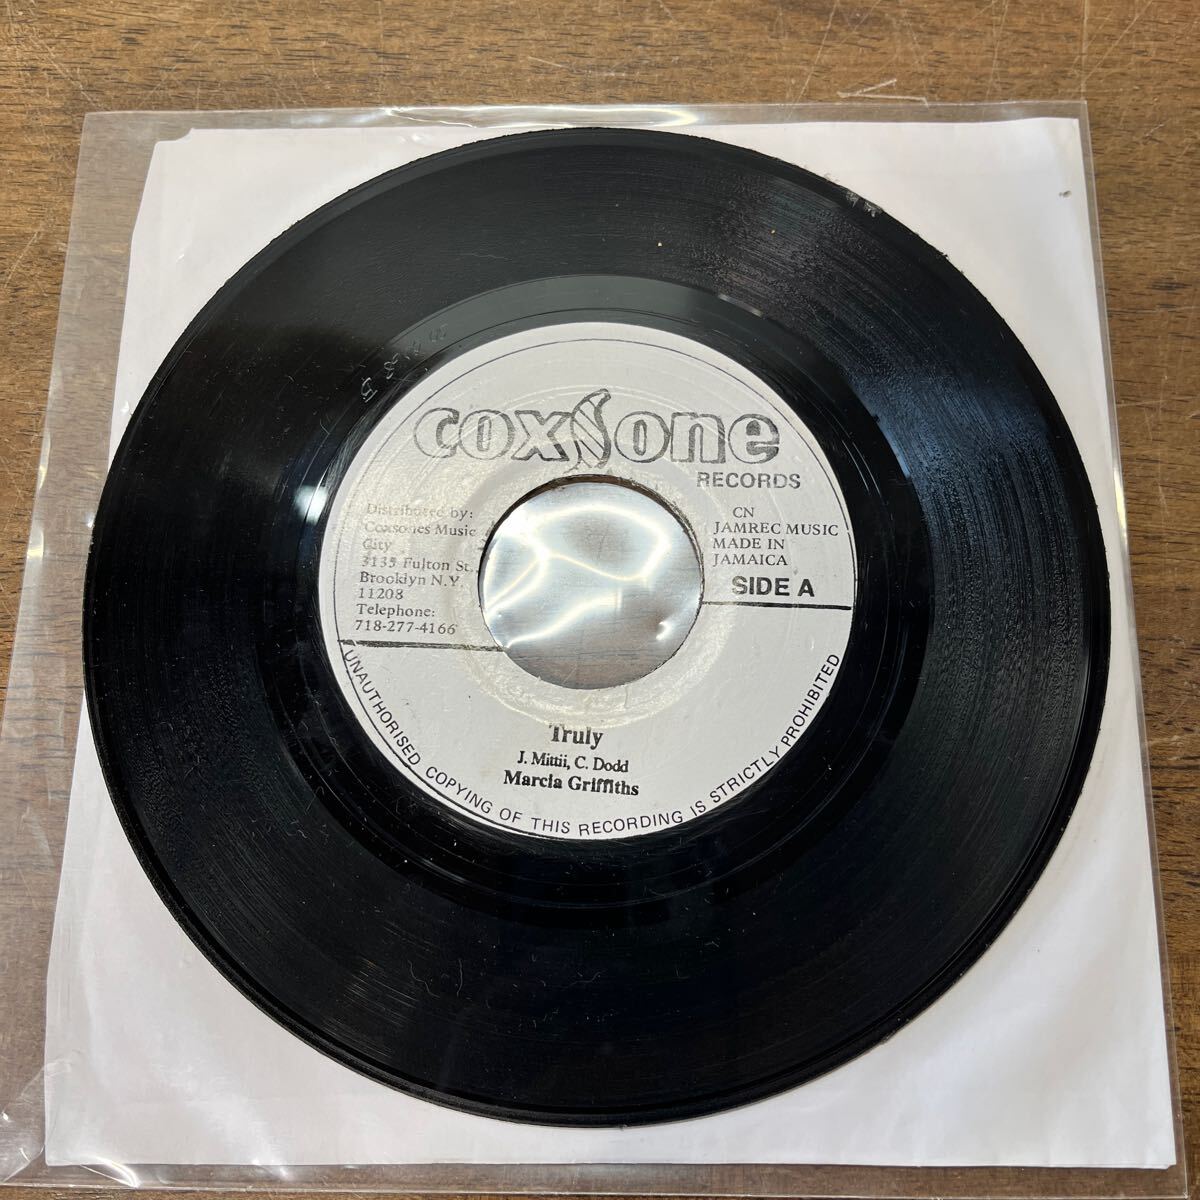 coxsone
RECORDS
Distributed by:
Coxsones Music
City
3135 Fulton St.
Brooklyn N.Y.
11208
Telephone:
718-277-4166
CN
JAMREC MUSIC
MADE IN
JAMAICA
SIDE A
Truly
J. Mittii, C. Dodd
Marcia Griffiths
UNAUTHORISED COPYING OF THIS RECORDING IS STRICTLY PROHIBITED